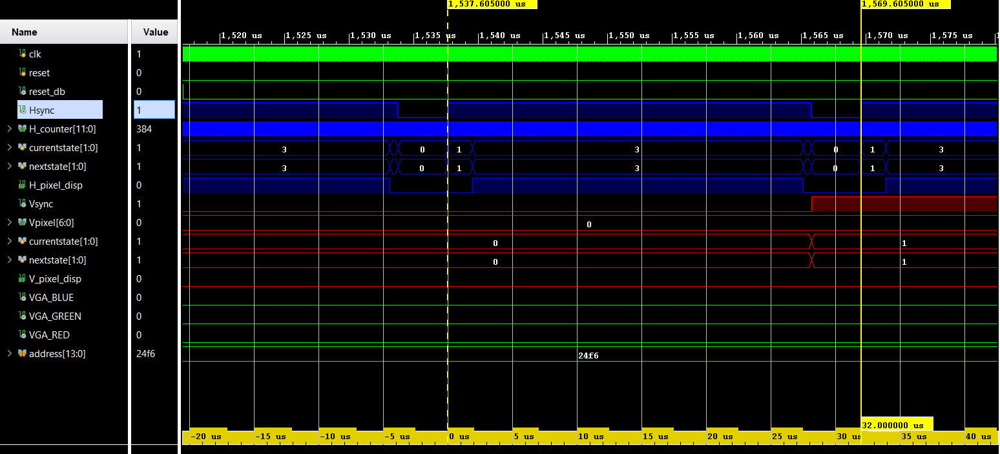 1,537.605000 us 1,569.605000 us
Name Value 1,520 us 1,525 us 1,530 us 1,535 us 1,540 us 1,545 us 1,550 us 1,555 us 1,560 us 1,565 us 1,570 us 1,575 us
clk 1
reset 0
reset_db 0
Hsync 1
H_counter[11:0] 384
currentstate[1:0] 1 3 0 1 3 0 1 3
nextstate[1:0] 1 3 0 1 3 0 1 3
H_pixel_disp 0
Vsync 1
Vpixel[6:0] 0 0
currentstate[1:0] 1 0 1
nextstate[1:0] 1 0 1
V_pixel_disp 0
VGA_BLUE 0
VGA_GREEN 0
VGA_RED 0
address[13:0] 24f6 24f6
32.000000 us
-20 us -15 us -10 us -5 us 0 us 5 us 10 us 15 us 20 us 25 us 30 us 35 us 40 us